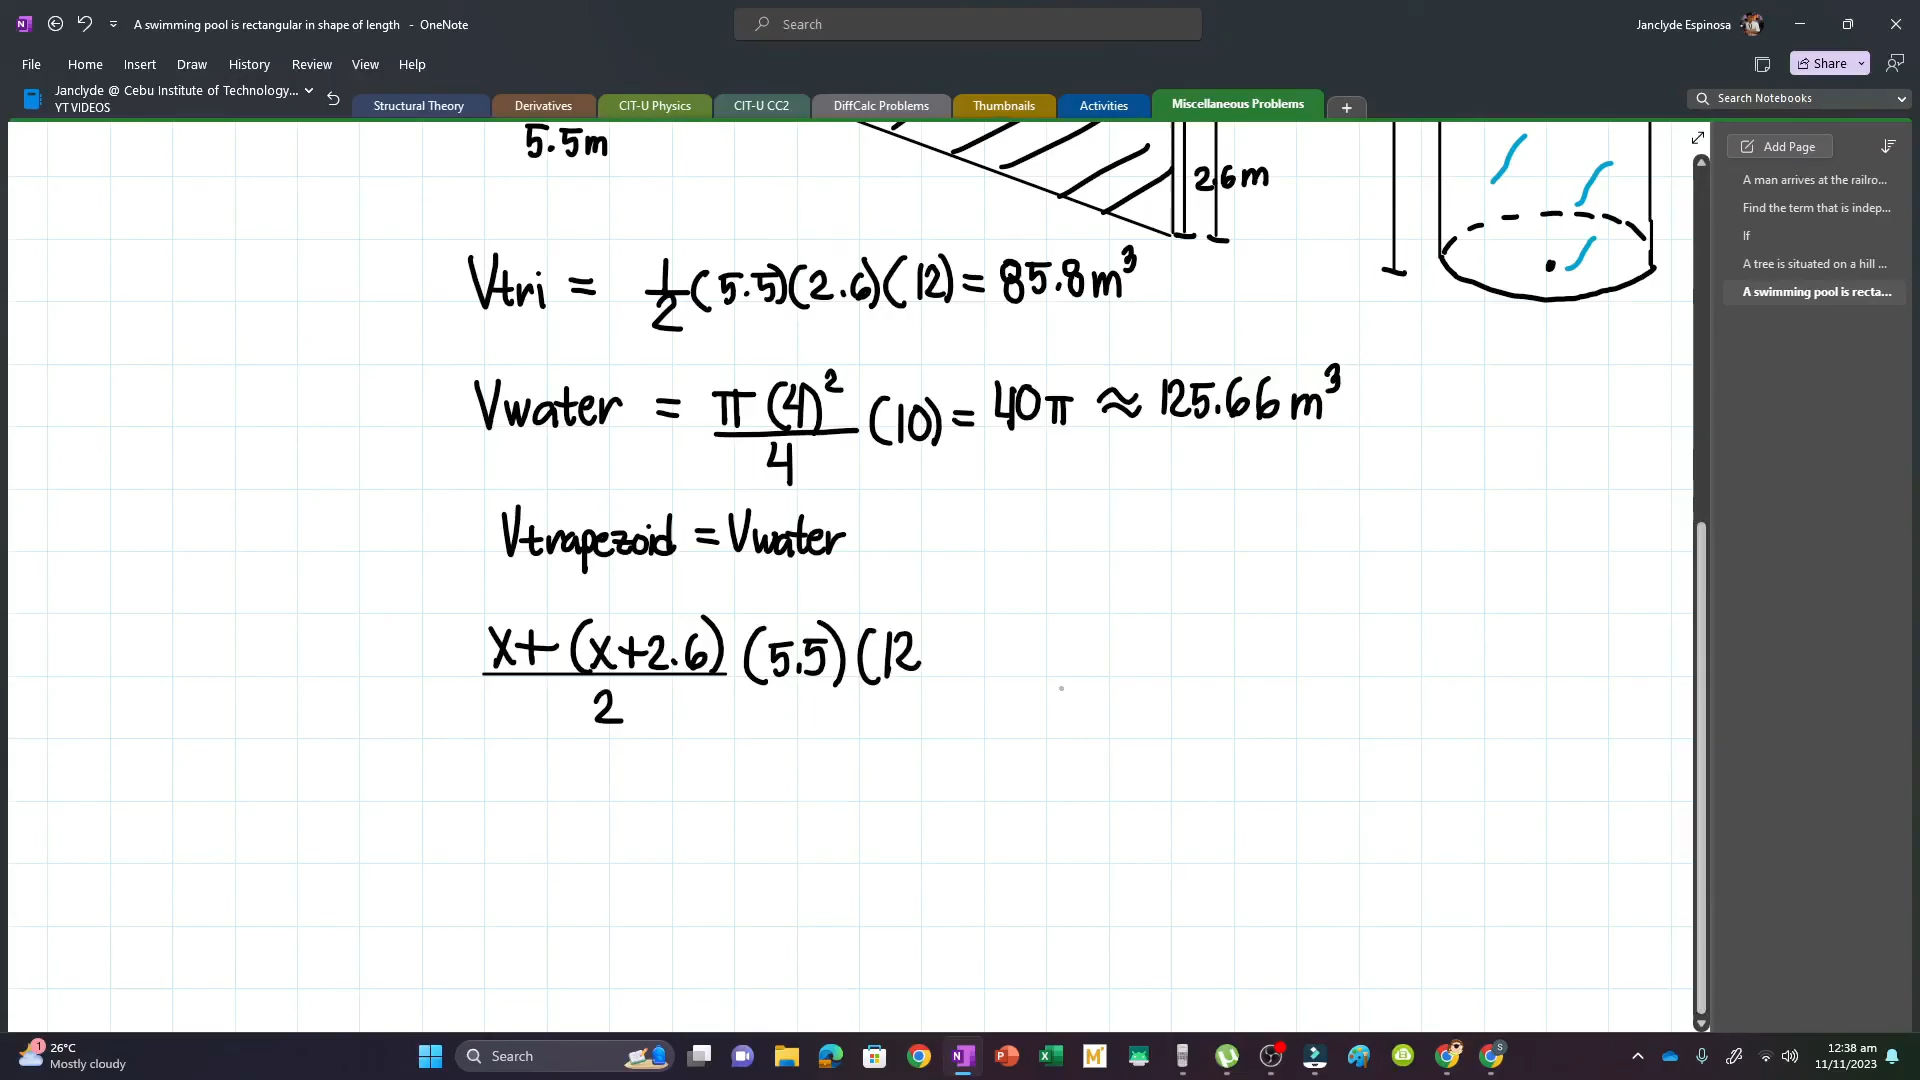 A swimming pool is rectangular in shape of length - OneNote
Search
Janclyde Espinosa
File Home Insert Draw History Review View Help
Share
Janclyde @ Cebu Institute of Technology...
YT VIDEOS
Structural Theory
Derivatives
CIT-U Physics
CIT-U CC2
DiffCalc Problems
Thumbnails
Activities
Miscellaneous Problems
+
Search Notebooks
Add Page
A man arrives at the railro...
Find the term that is indep...
If
A tree is situated on a hill ...
A swimming pool is recta...
5.5m
2.6m
Vtri = 1/2 (5.5)(2.6)(12) = 85.8m³
Vwater = π(4)²/4 (10) = 40π ≈ 125.66m³
Vtrapezoid = Vwater
x+(x+2.6)/2 (5.5)(12
1
26°C
Mostly cloudy
Search
12:38 am
11/11/2023